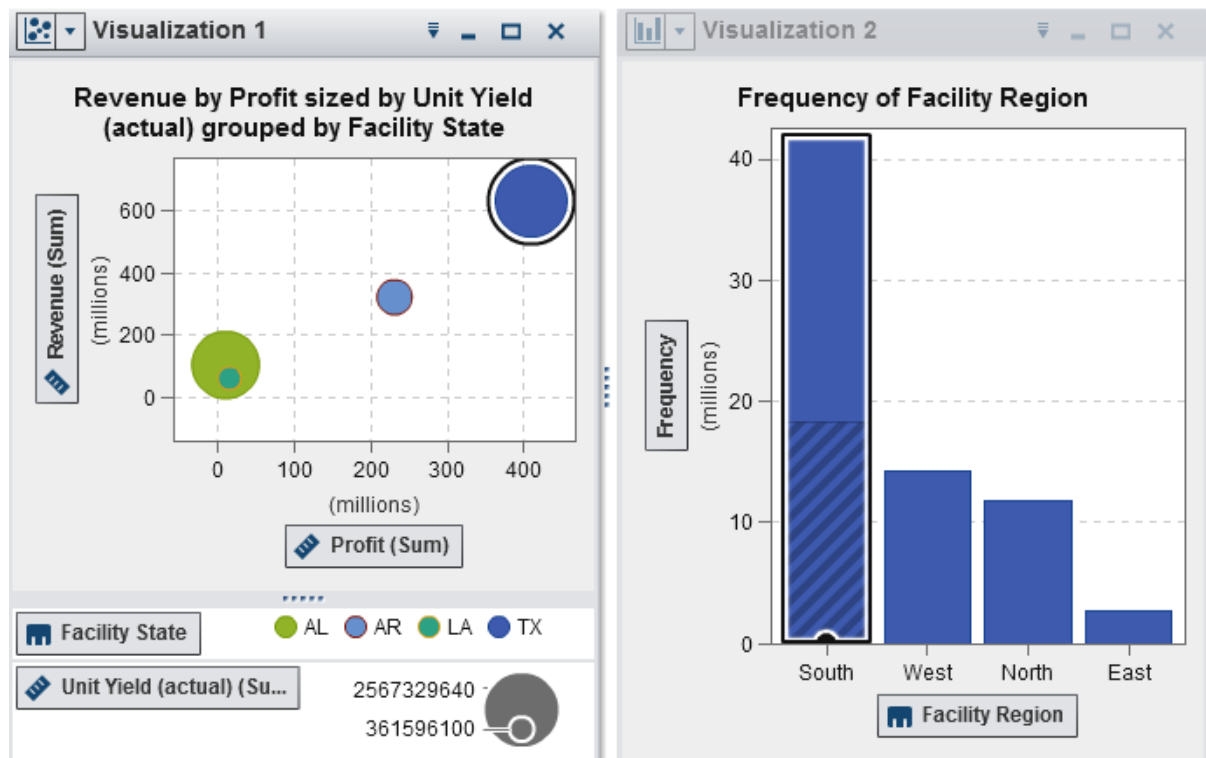 Visualization 1
Revenue by Profit sized by Unit Yield
(actual) grouped by Facility State
Revenue (Sum)
(millions)
600
400
200
0
0 100 200 300 400
(millions)
Profit (Sum)
Facility State
AL AR LA TX
Unit Yield (actual) (Su...
2567329640
361596100
Visualization 2
Frequency of Facility Region
Frequency
(millions)
40
30
20
10
0
South West North East
Facility Region